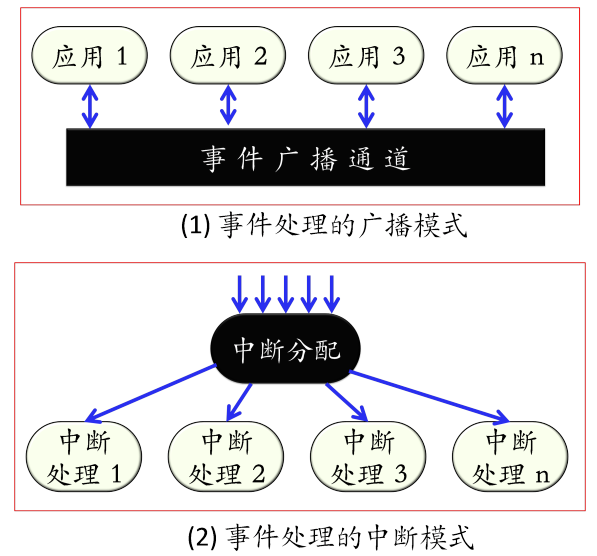 应用 1 应用 2 应用 3 应用 n
事件广播通道
(1) 事件处理的广播模式
中断分配
中断 中断 中断 中断
处理 1 处理 2 处理 3 处理 n
(2) 事件处理的中断模式